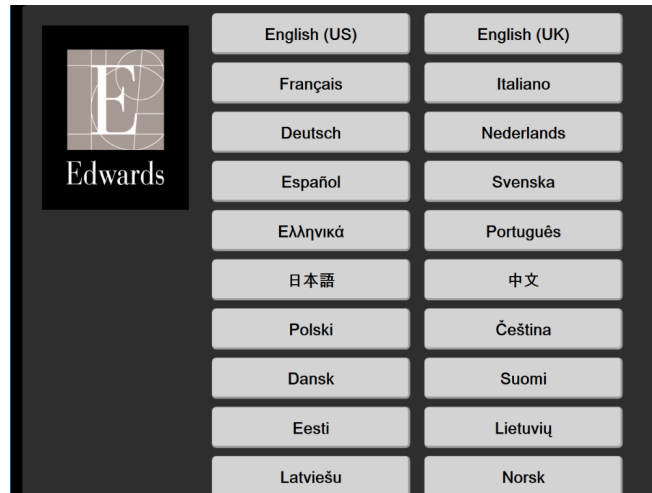 E
Edwards
English (US)
English (UK)
Français
Italiano
Deutsch
Nederlands
Español
Svenska
Ελληνικά
Português
日本語
中文
Polski
Čeština
Dansk
Suomi
Eesti
Lietuvių
Latviešu
Norsk